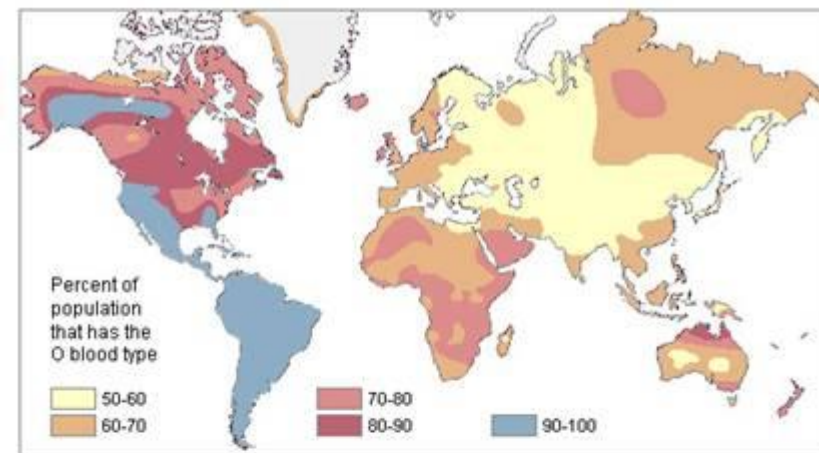 Percent of
population
that has the
O blood type
50-60
60-70
70-80
80-90
90-100